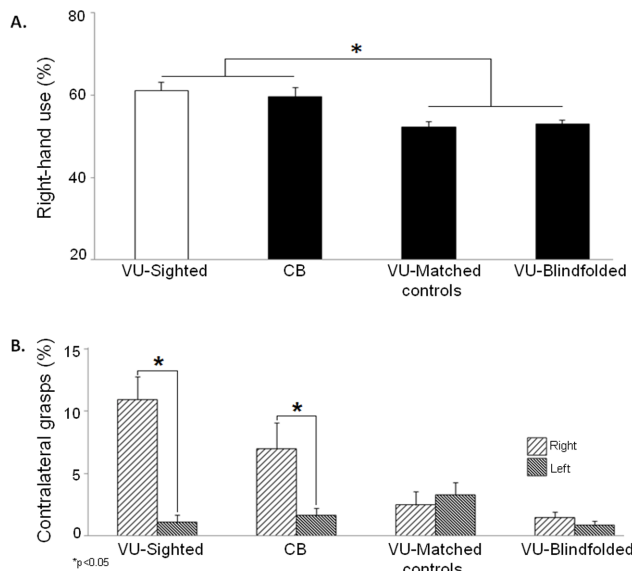 A.
Right-hand use (%)
80
60
40
20
*
VU-Sighted
CB
VU-Matched
controls
VU-Blindfolded
B.
Contralateral grasps (%)
15
10
5
0
*
*
Right
Left
VU-Sighted
CB
VU-Matched
controls
VU-Blindfolded
*p<0.05